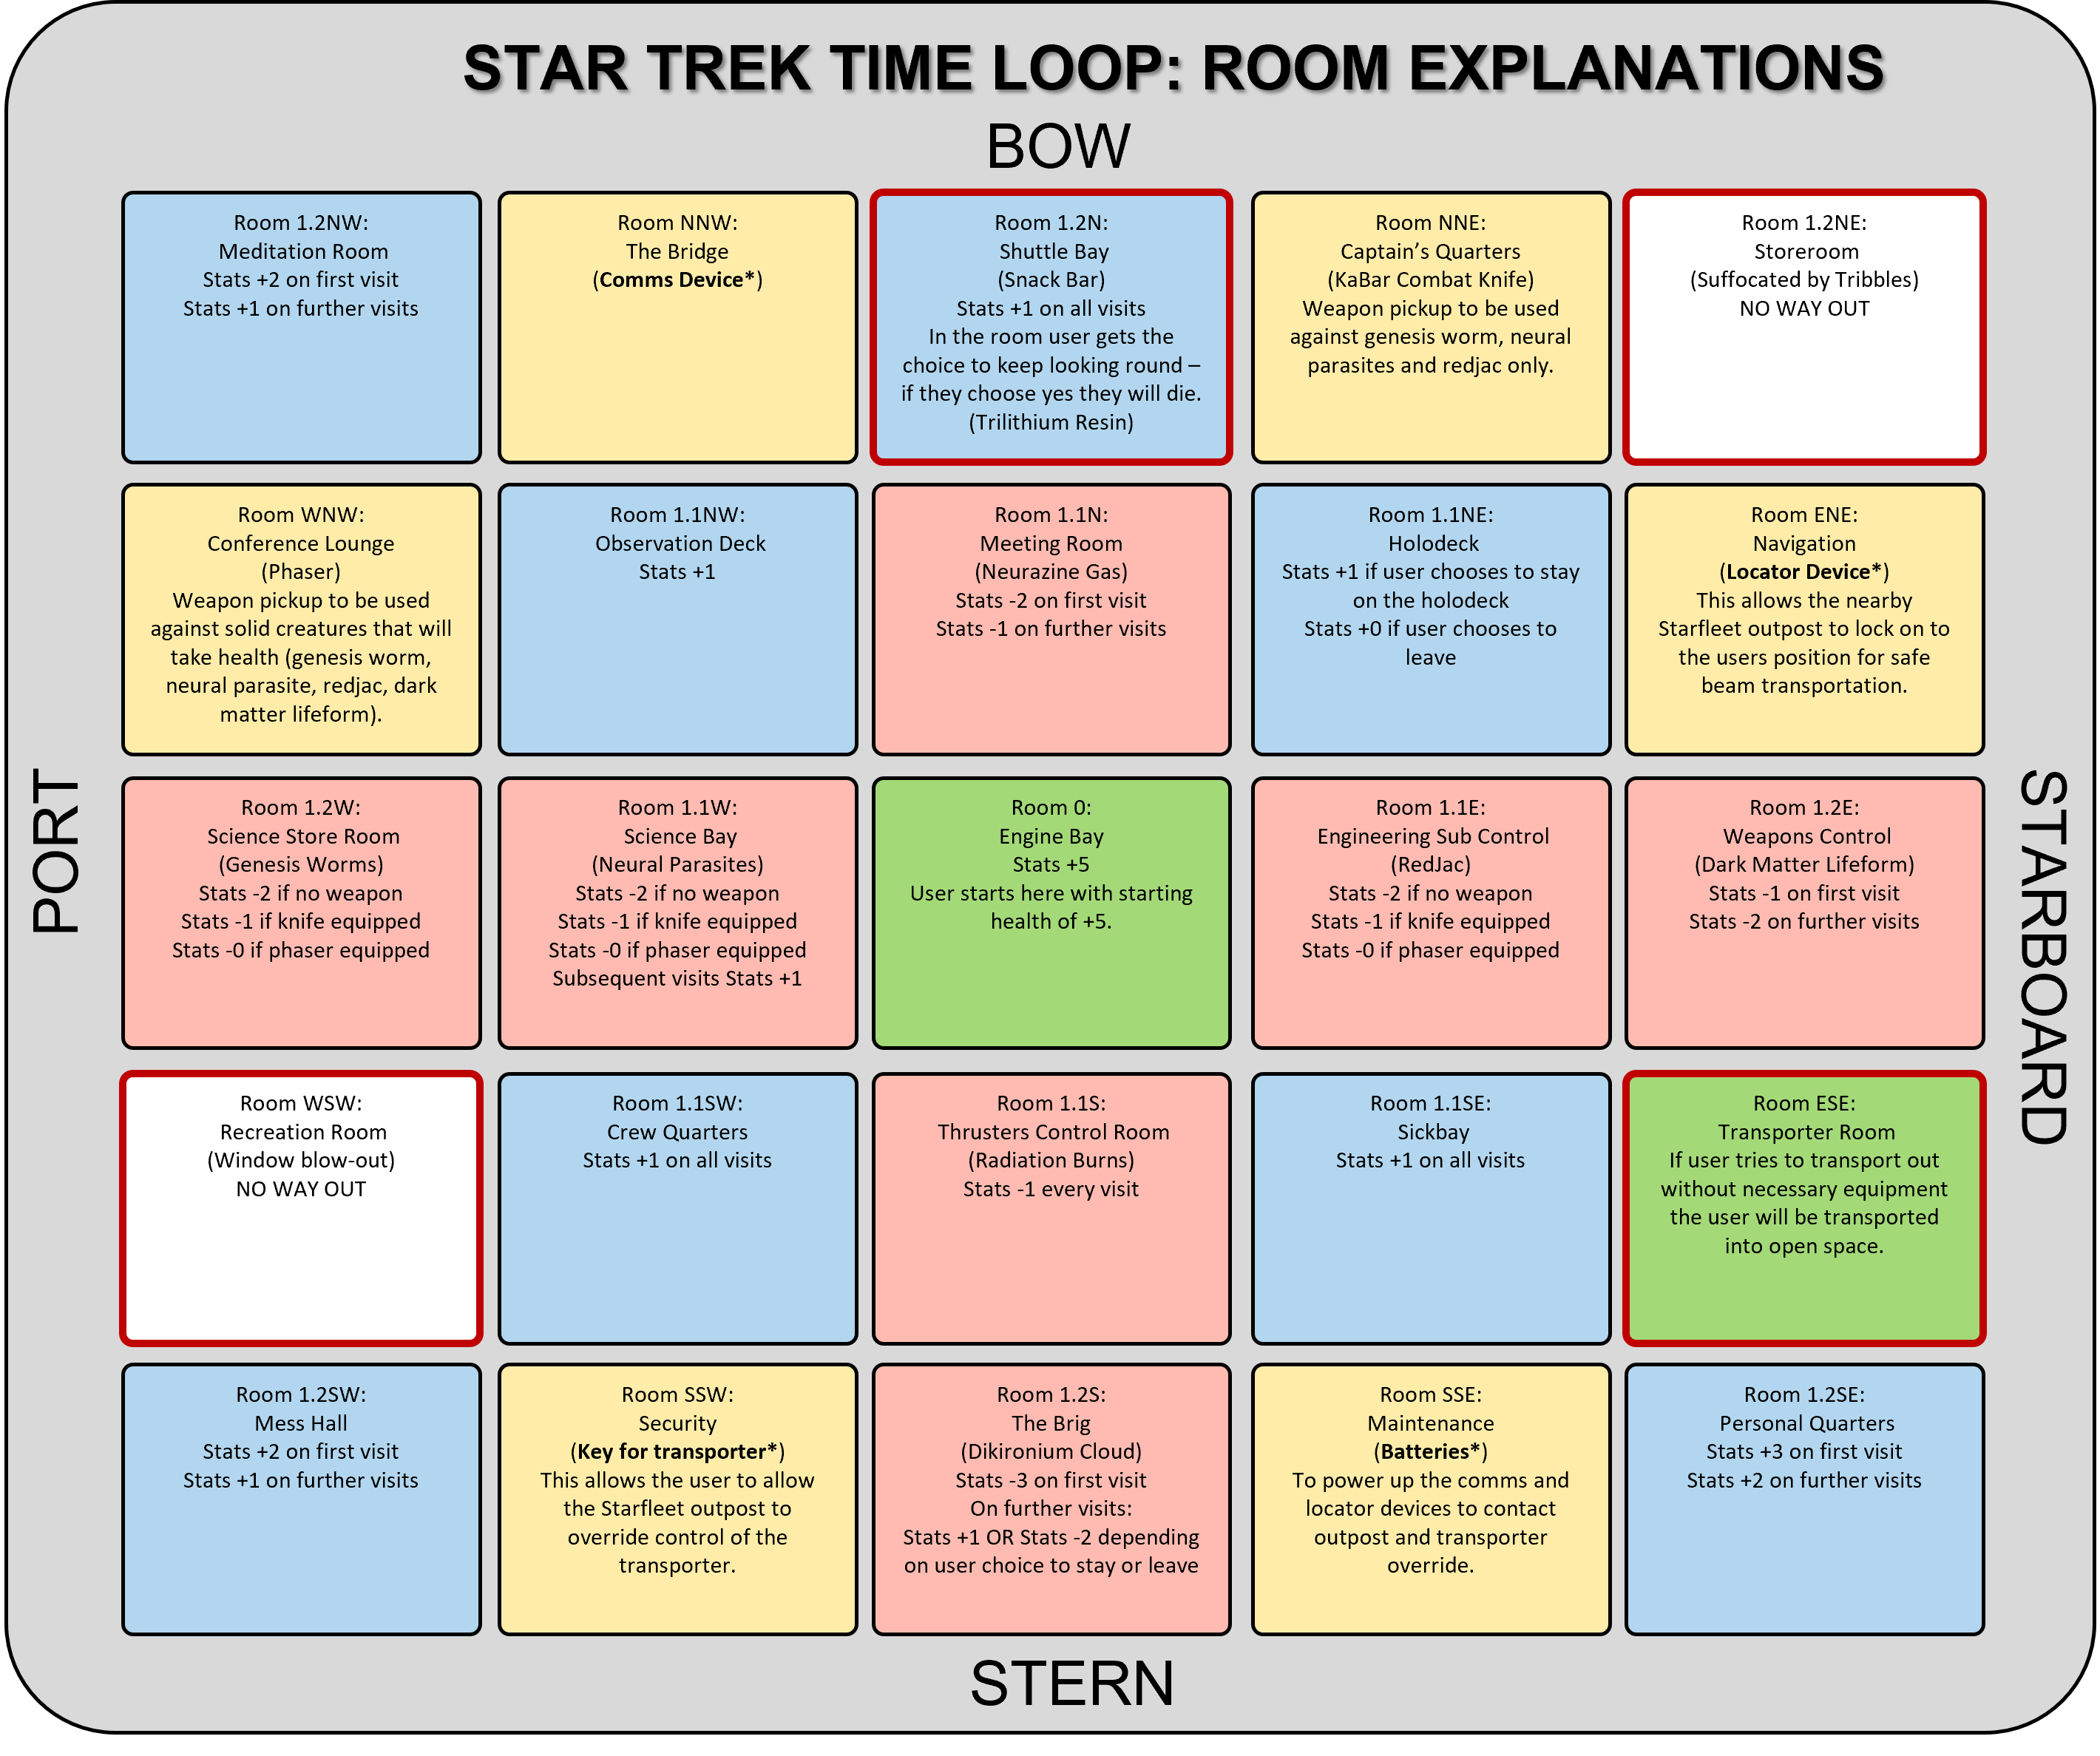 STAR TREK TIME LOOP: ROOM EXPLANATIONS
BOW
Room 1.2NW:
Meditation Room
Stats +2 on first visit
Stats +1 on further visits
Room NNW:
The Bridge
(Comms Device*)
Room 1.2N:
Shuttle Bay
(Snack Bar)
Stats +1 on all visits
In the room user gets the
choice to keep looking round –
if they choose yes they will die.
(Trilithium Resin)
Room NNE:
Captain’s Quarters
(KaBar Combat Knife)
Weapon pickup to be used
against genesis worm, neural
parasites and redjac only.
Room 1.2NE:
Storeroom
(Suffocated by Tribbles)
NO WAY OUT
Room WNW:
Conference Lounge
(Phaser)
Weapon pickup to be used
against solid creatures that will
take health (genesis worm,
neural parasite, redjac, dark
matter lifeform).
Room 1.1NW:
Observation Deck
Stats +1
Room 1.1N:
Meeting Room
(Neurazine Gas)
Stats -2 on first visit
Stats -1 on further visits
Room 1.1NE:
Holodeck
Stats +1 if user chooses to stay
on the holodeck
Stats +0 if user chooses to
leave
Room ENE:
Navigation
(Locator Device*)
This allows the nearby
Starfleet outpost to lock on to
the users position for safe
beam transportation.
PORT
Room 1.2W:
Science Store Room
(Genesis Worms)
Stats -2 if no weapon
Stats -1 if knife equipped
Stats -0 if phaser equipped
Room 1.1W:
Science Bay
(Neural Parasites)
Stats -2 if no weapon
Stats -1 if knife equipped
Stats -0 if phaser equipped
Subsequent visits Stats +1
Room 0:
Engine Bay
Stats +5
User starts here with starting
health of +5.
Room 1.1E:
Engineering Sub Control
(RedJac)
Stats -2 if no weapon
Stats -1 if knife equipped
Stats -0 if phaser equipped
Room 1.2E:
Weapons Control
(Dark Matter Lifeform)
Stats -1 on first visit
Stats -2 on further visits
STARBOARD
Room WSW:
Recreation Room
(Window blow-out)
NO WAY OUT
Room 1.1SW:
Crew Quarters
Stats +1 on all visits
Room 1.1S:
Thrusters Control Room
(Radiation Burns)
Stats -1 every visit
Room 1.1SE:
Sickbay
Stats +1 on all visits
Room ESE:
Transporter Room
If user tries to transport out
without necessary equipment
the user will be transported
into open space.
Room 1.2SW:
Mess Hall
Stats +2 on first visit
Stats +1 on further visits
Room SSW:
Security
(Key for transporter*)
This allows the user to allow
the Starfleet outpost to
override control of the
transporter.
Room 1.2S:
The Brig
(Dikironium Cloud)
Stats -3 on first visit
On further visits:
Stats +1 OR Stats -2 depending
on user choice to stay or leave
Room SSE:
Maintenance
(Batteries*)
To power up the comms and
locator devices to contact
outpost and transporter
override.
Room 1.2SE:
Personal Quarters
Stats +3 on first visit
Stats +2 on further visits
STERN